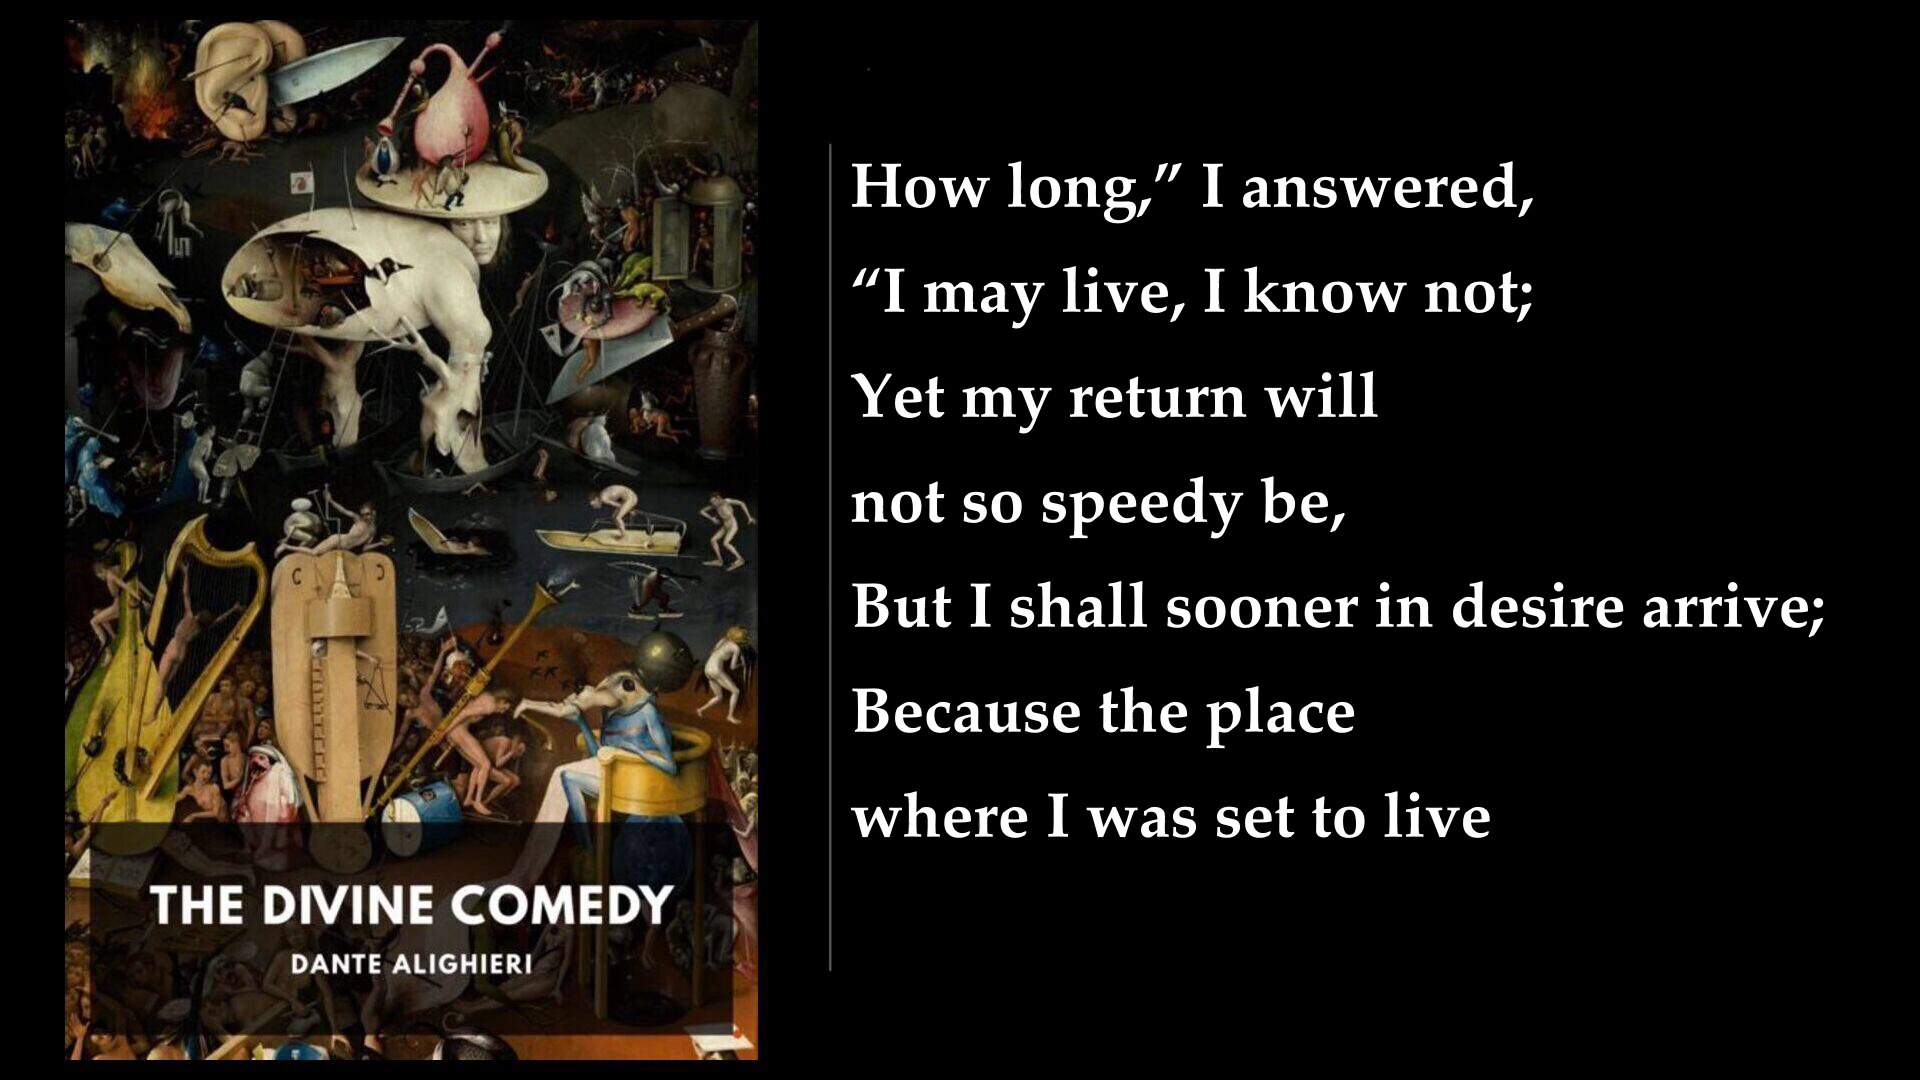 How long,” I answered,
“I may live, I know not;
Yet my return will
not so speedy be,
But I shall sooner in desire arrive;
Because the place
where I was set to live
THE DIVINE COMEDY
DANTE ALIGHIERI